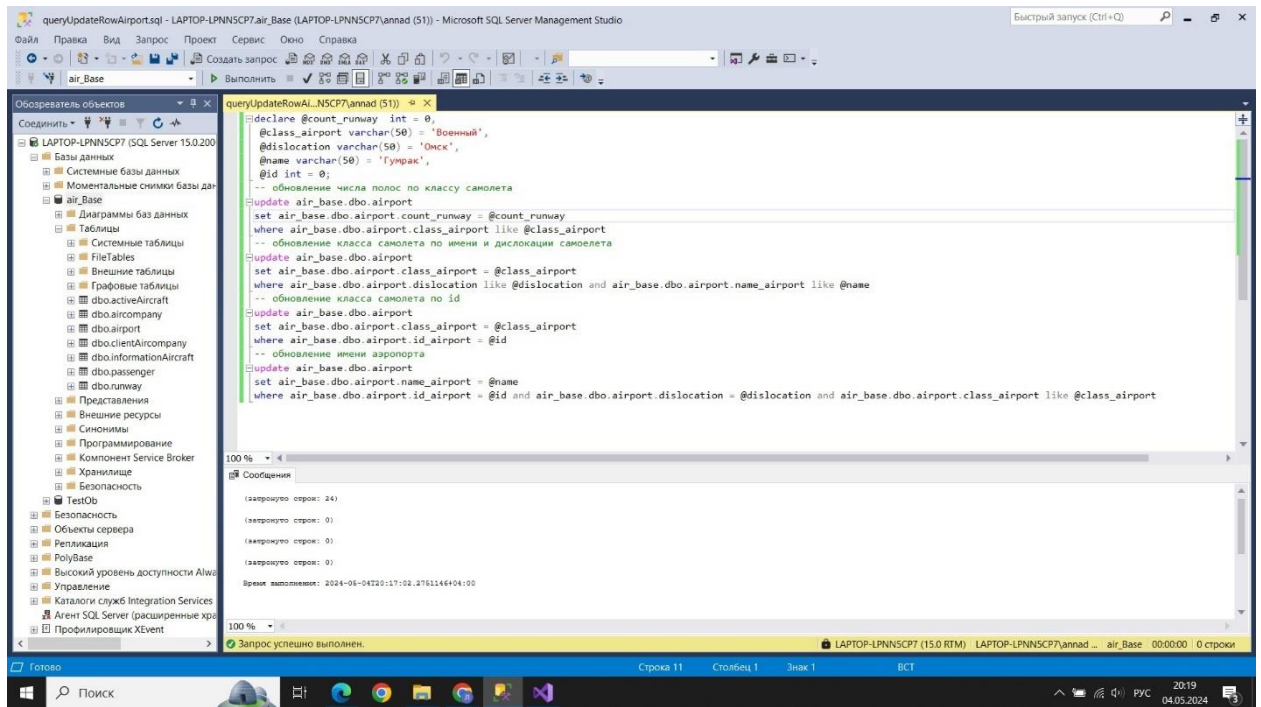 queryUpdateRowAirport.sql - LAPTOP-LPNN5CP7.air_Base (LAPTOP-LPNN5CP7\annad (51)) - Microsoft SQL Server Management Studio
Быстрый запуск (Ctrl+Q)
Файл Правка Вид Запрос Проект Сервис Окно Справка
Создать запрос
air_Base
Выполнить
Обозреватель объектов
Соединить
LAPTOP-LPNN5CP7 (SQL Server 15.0.200
Базы данных
Системные базы данных
Моментальные снимки базы дан
air_Base
Диаграммы баз данных
Таблицы
Системные таблицы
FileTables
Внешние таблицы
Графовые таблицы
dbo.activeAircraft
dbo.aircompany
dbo.airport
dbo.clientAircompany
dbo.informationAircraft
dbo.passenger
dbo.runway
Представления
Внешние ресурсы
Синонимы
Программирование
Компонент Service Broker
Хранилище
Безопасность
TestOb
Безопасность
Объекты сервера
Репликация
PolyBase
Высокий уровень доступности Alwa
Управление
Каталоги служб Integration Services
Агент SQL Server (расширенные хра
Профилировщик XEvent
queryUpdateRowAi...N5CP7\annad (51))
declare @count_runway int = 0,
@class_airport varchar(50) = 'Военный',
@dislocation varchar(50) = 'Омск',
@name varchar(50) = 'Гумрак',
@id int = 0;
-- обновление числа полос по классу самолета
update air_base.dbo.airport
set air_base.dbo.airport.count_runway = @count_runway
where air_base.dbo.airport.class_airport like @class_airport
-- обновление класса самолета по имени и дислокации самоелета
update air_base.dbo.airport
set air_base.dbo.airport.class_airport = @class_airport
where air_base.dbo.airport.dislocation like @dislocation and air_base.dbo.airport.name_airport like @name
-- обновление класса самолета по id
update air_base.dbo.airport
set air_base.dbo.airport.class_airport = @class_airport
where air_base.dbo.airport.id_airport = @id
-- обновление имени аэропорта
update air_base.dbo.airport
set air_base.dbo.airport.name_airport = @name
where air_base.dbo.airport.id_airport = @id and air_base.dbo.airport.dislocation = @dislocation and air_base.dbo.airport.class_airport like @class_airport
100 %
Сообщения
(затронуто строк: 24)
(затронуто строк: 0)
(затронуто строк: 0)
(затронуто строк: 0)
Время выполнения: 2024-05-04T20:17:02.2751146+04:00
100 %
Запрос успешно выполнен.
LAPTOP-LPNN5CP7 (15.0 RTM) LAPTOP-LPNN5CP7\annad ... air_Base 00:00:00 0 строки
Готово
Строка 11 Столбец 1 Знак 1 ВСТ
Поиск
РУС
20:19
04.05.2024
3